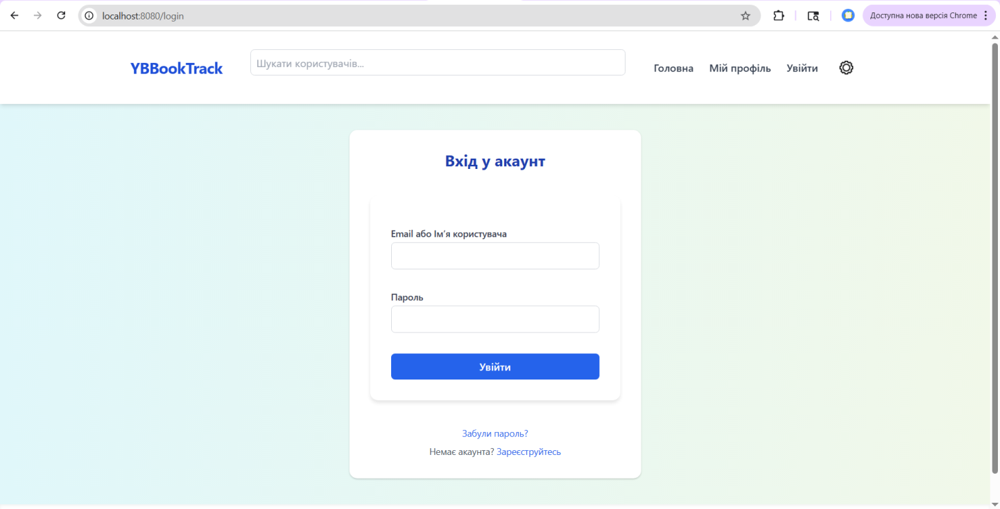 localhost:8080/login
Доступна нова версія Chrome
YBBookTrack
Шукати користувачів...
Головна
Мій профіль
Увійти
Вхід у акаунт
Email або Ім’я користувача
Пароль
Увійти
Забули пароль?
Немає акаунта? Зареєструйтесь